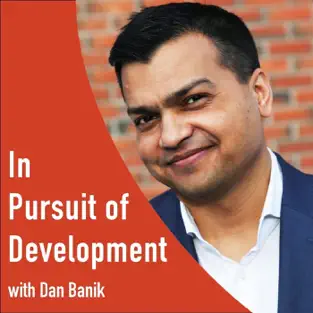 In
Pursuit of
Development
with Dan Banik